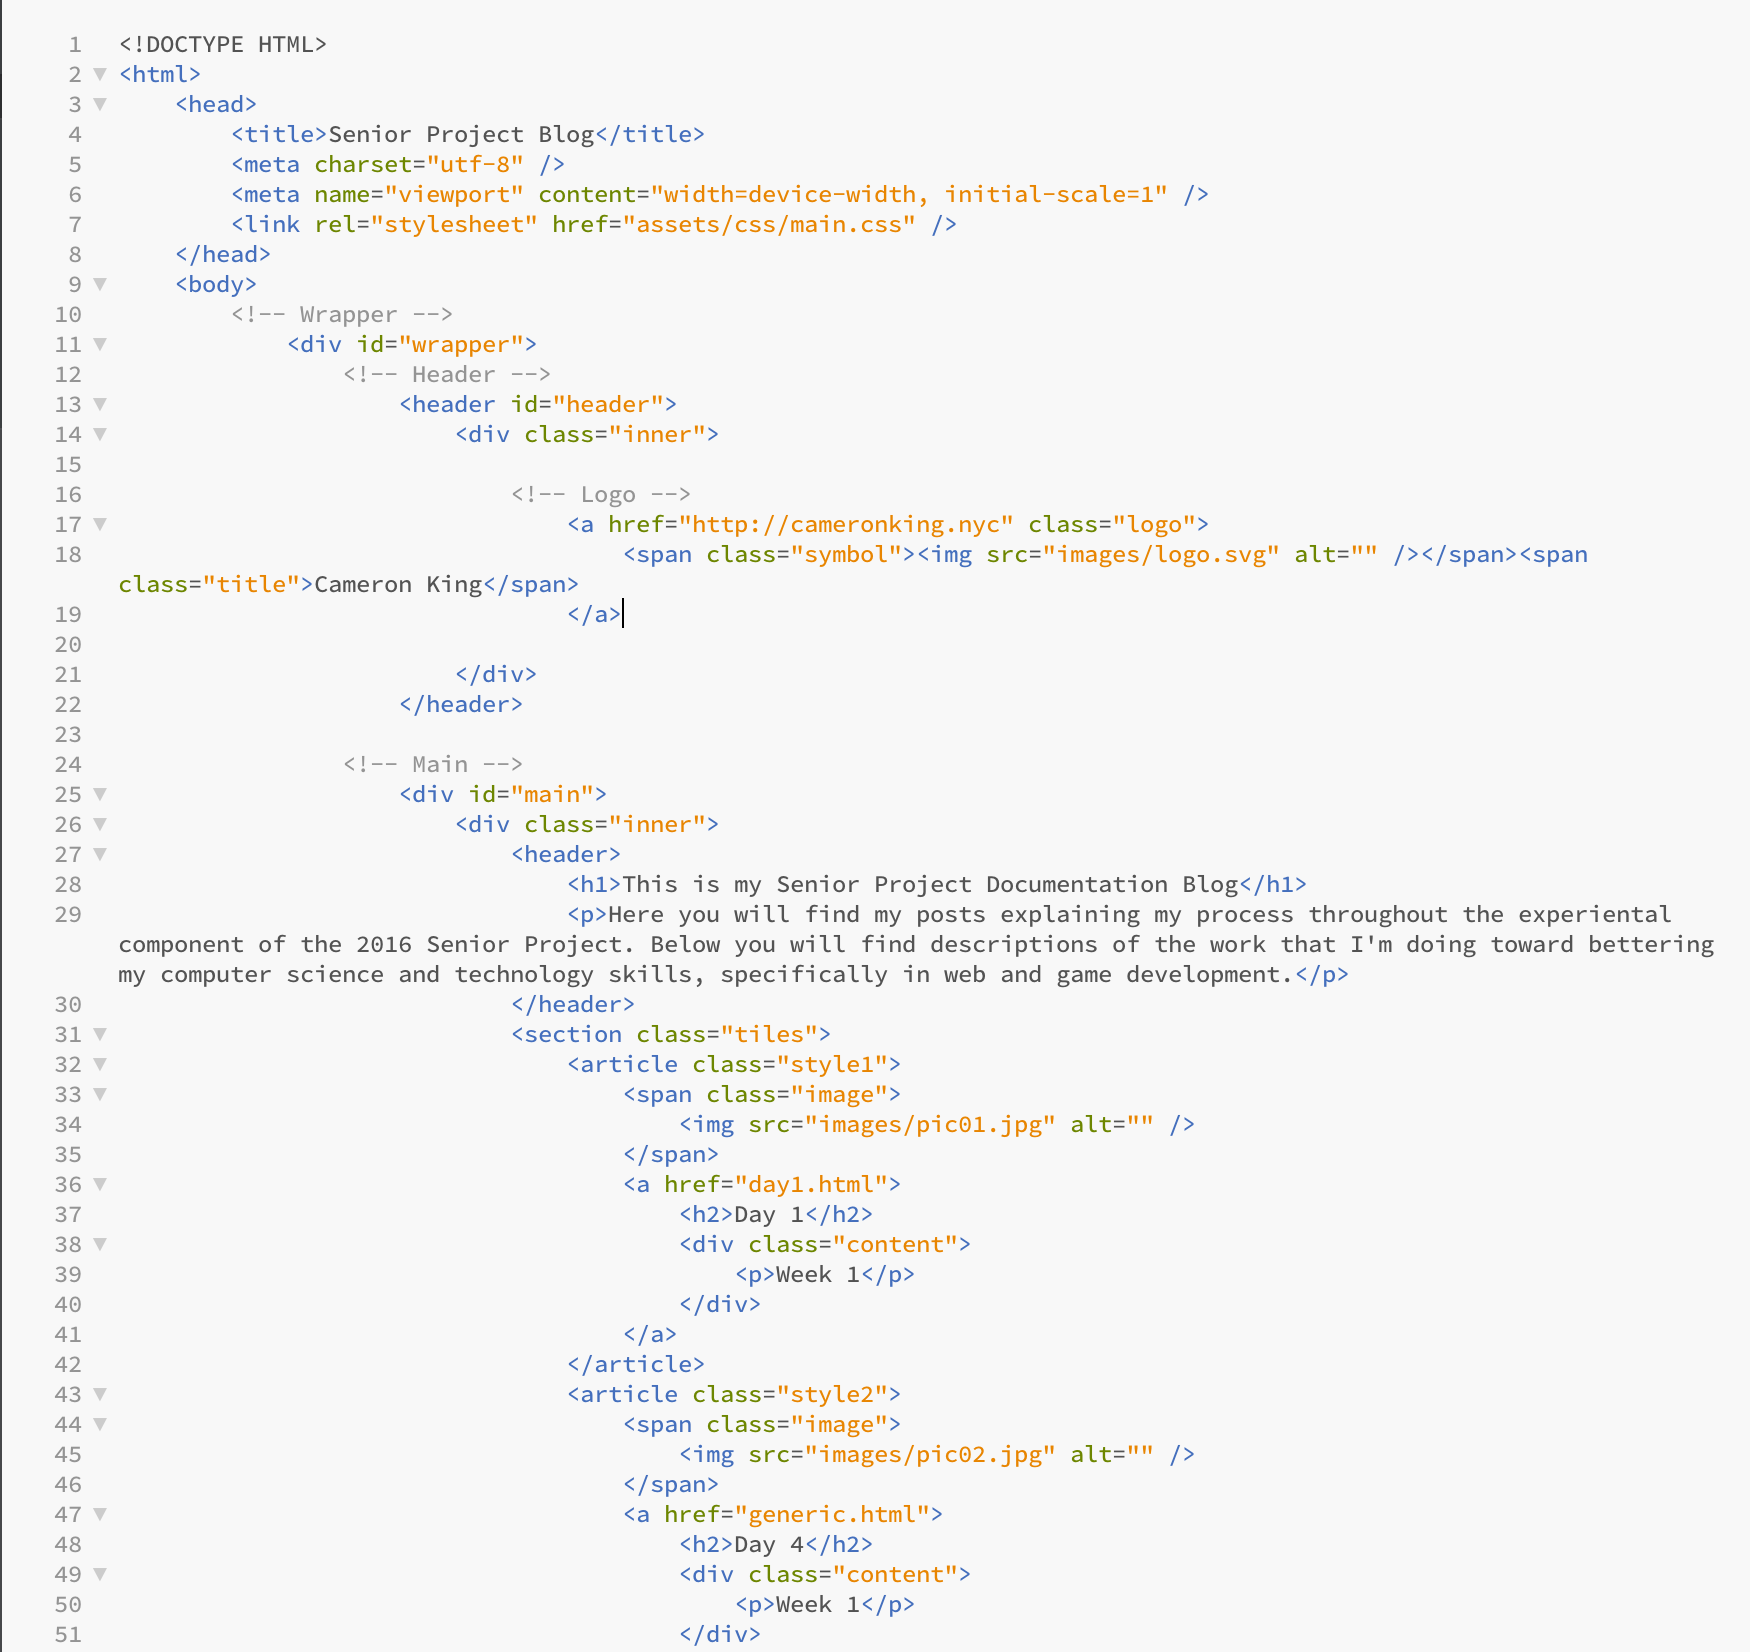 1 <!DOCTYPE HTML>
2 <html>
3 <head>
4 <title>Senior Project Blog</title>
5 <meta charset="utf-8" />
6 <meta name="viewport" content="width=device-width, initial-scale=1" />
7 <link rel="stylesheet" href="assets/css/main.css" />
8 </head>
9 <body>
10 <!-- Wrapper -->
11 <div id="wrapper">
12 <!-- Header -->
13 <header id="header">
14 <div class="inner">
15
16 <!-- Logo -->
17 <a href="http://cameronking.nyc" class="logo">
18 <span class="symbol"><img src="images/logo.svg" alt="" /></span><span
class="title">Cameron King</span>
19 </a>
20
21 </div>
22 </header>
23
24 <!-- Main -->
25 <div id="main">
26 <div class="inner">
27 <header>
28 <h1>This is my Senior Project Documentation Blog</h1>
29 <p>Here you will find my posts explaining my process throughout the experiental
component of the 2016 Senior Project. Below you will find descriptions of the work that I'm doing toward bettering
my computer science and technology skills, specifically in web and game development.</p>
30 </header>
31 <section class="tiles">
32 <article class="style1">
33 <span class="image">
34 <img src="images/pic01.jpg" alt="" />
35 </span>
36 <a href="day1.html">
37 <h2>Day 1</h2>
38 <div class="content">
39 <p>Week 1</p>
40 </div>
41 </a>
42 </article>
43 <article class="style2">
44 <span class="image">
45 <img src="images/pic02.jpg" alt="" />
46 </span>
47 <a href="generic.html">
48 <h2>Day 4</h2>
49 <div class="content">
50 <p>Week 1</p>
51 </div>